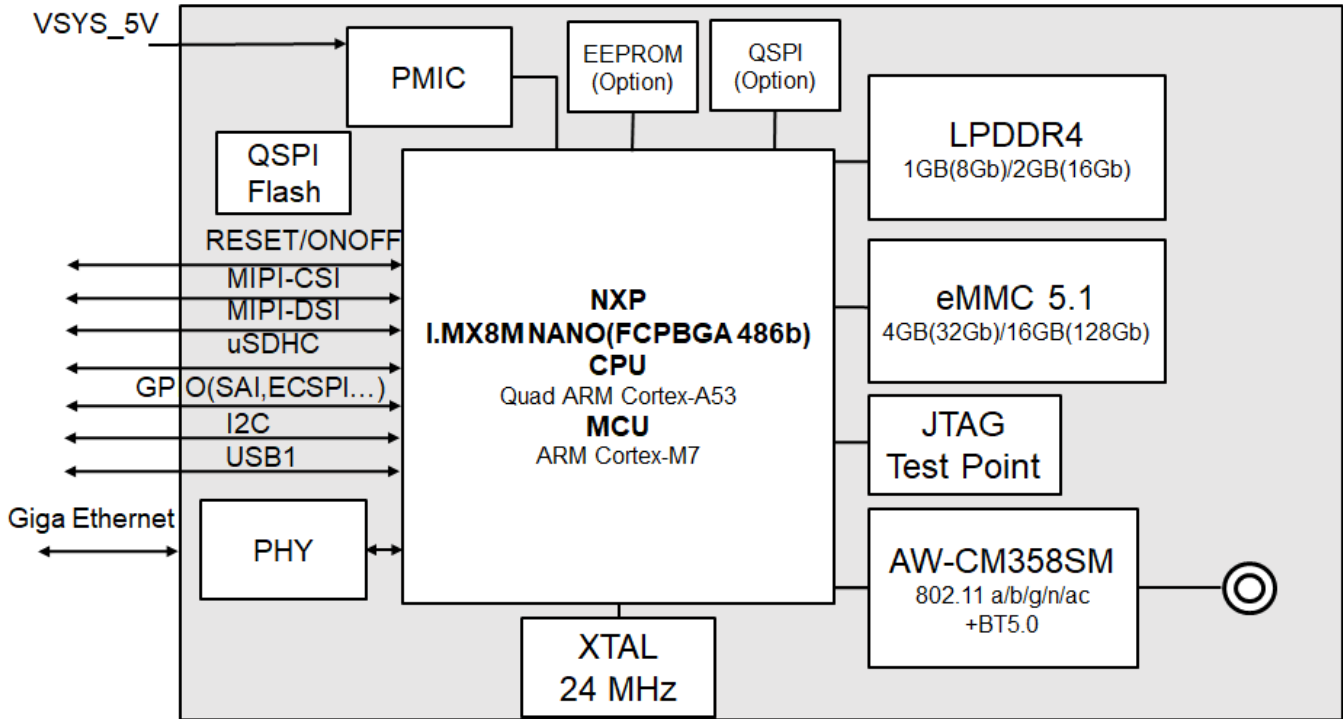 VSYS_5V
PMIC
EEPROM
(Option)
QSPI
(Option)
LPDDR4
1GB(8Gb)/2GB(16Gb)
QSPI
Flash
RESET/ONOFF
MIPI-CSI
MIPI-DSI
uSDHC
GPIO(SAI,ECSPI...)
I2C
USB1
Giga Ethernet
PHY
NXP
I.MX8M NANO(FCPBGA 486b)
CPU
Quad ARM Cortex-A53
MCU
ARM Cortex-M7
eMMC 5.1
4GB(32Gb)/16GB(128Gb)
JTAG
Test Point
AW-CM358SM
802.11 a/b/g/n/ac
+BT5.0
XTAL
24 MHz